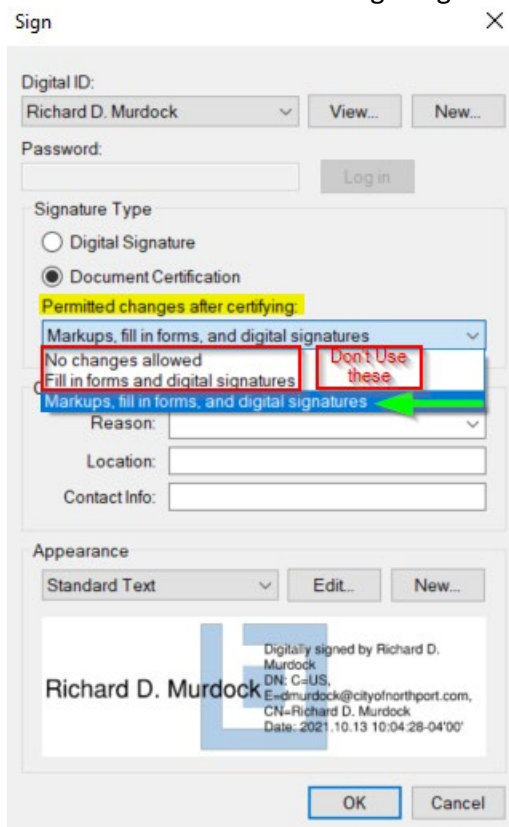 Sign
Digital ID:
Richard D. Murdock View... New...
Password:
Log in
Signature Type
Digital Signature
Document Certification
Permitted changes after certifying:
Markups, fill in forms, and digital signatures
No changes allowed
Fill in forms and digital signatures
Don't Use
these
Markups, fill in forms, and digital signatures
Reason:
Location:
Contact Info:
Appearance
Standard Text Edit... New...
Richard D. Murdock
Digitally signed by Richard D.
Murdock
DN: C=US,
E=dmurdock@cityofnorthport.com,
CN=Richard D. Murdock
Date: 2021.10.13 10:04:28-04'00'
OK Cancel